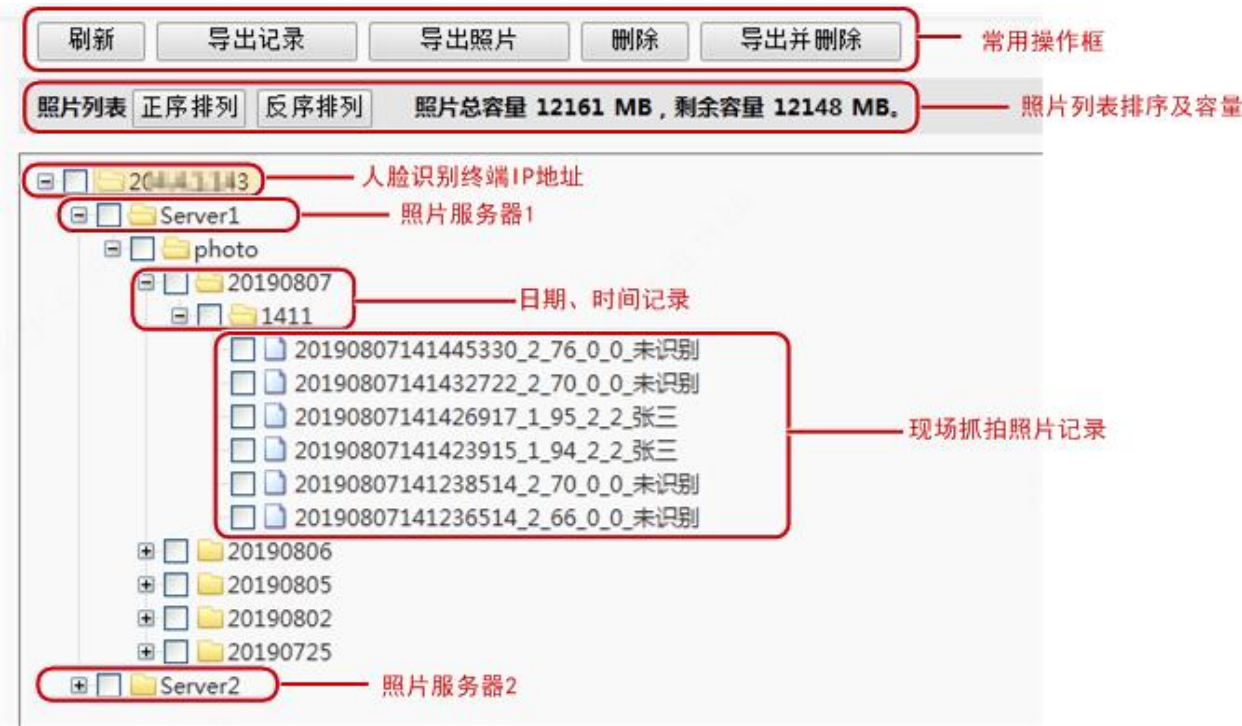 刷新 导出记录 导出照片 删除 导出并删除 常用操作框
照片列表 正序排列 反序排列 照片总容量 12161 MB，剩余容量 12148 MB。 照片列表排序及容量
人脸识别终端IP地址
Server1 照片服务器1
photo
20190807
日期、时间记录
1411
20190807141445330_2_76_0_0_未识别
20190807141432722_2_70_0_0_未识别
20190807141426917_1_95_2_2_张三
现场抓拍照片记录
20190807141423915_1_94_2_2_张三
20190807141238514_2_70_0_0_未识别
20190807141236514_2_66_0_0_未识别
20190806
20190805
20190802
20190725
Server2 照片服务器2